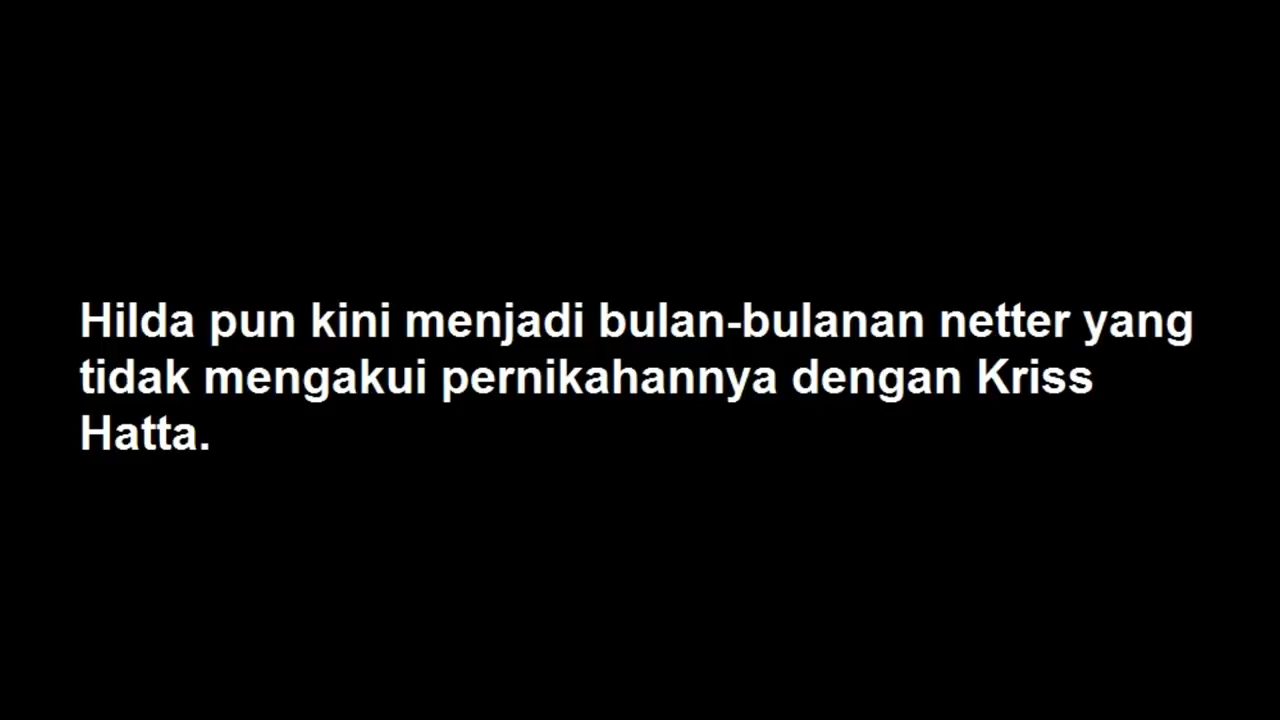 Hilda pun kini menjadi bulan-bulanan netter yang
tidak mengakui pernikahannya dengan Kriss
Hatta.